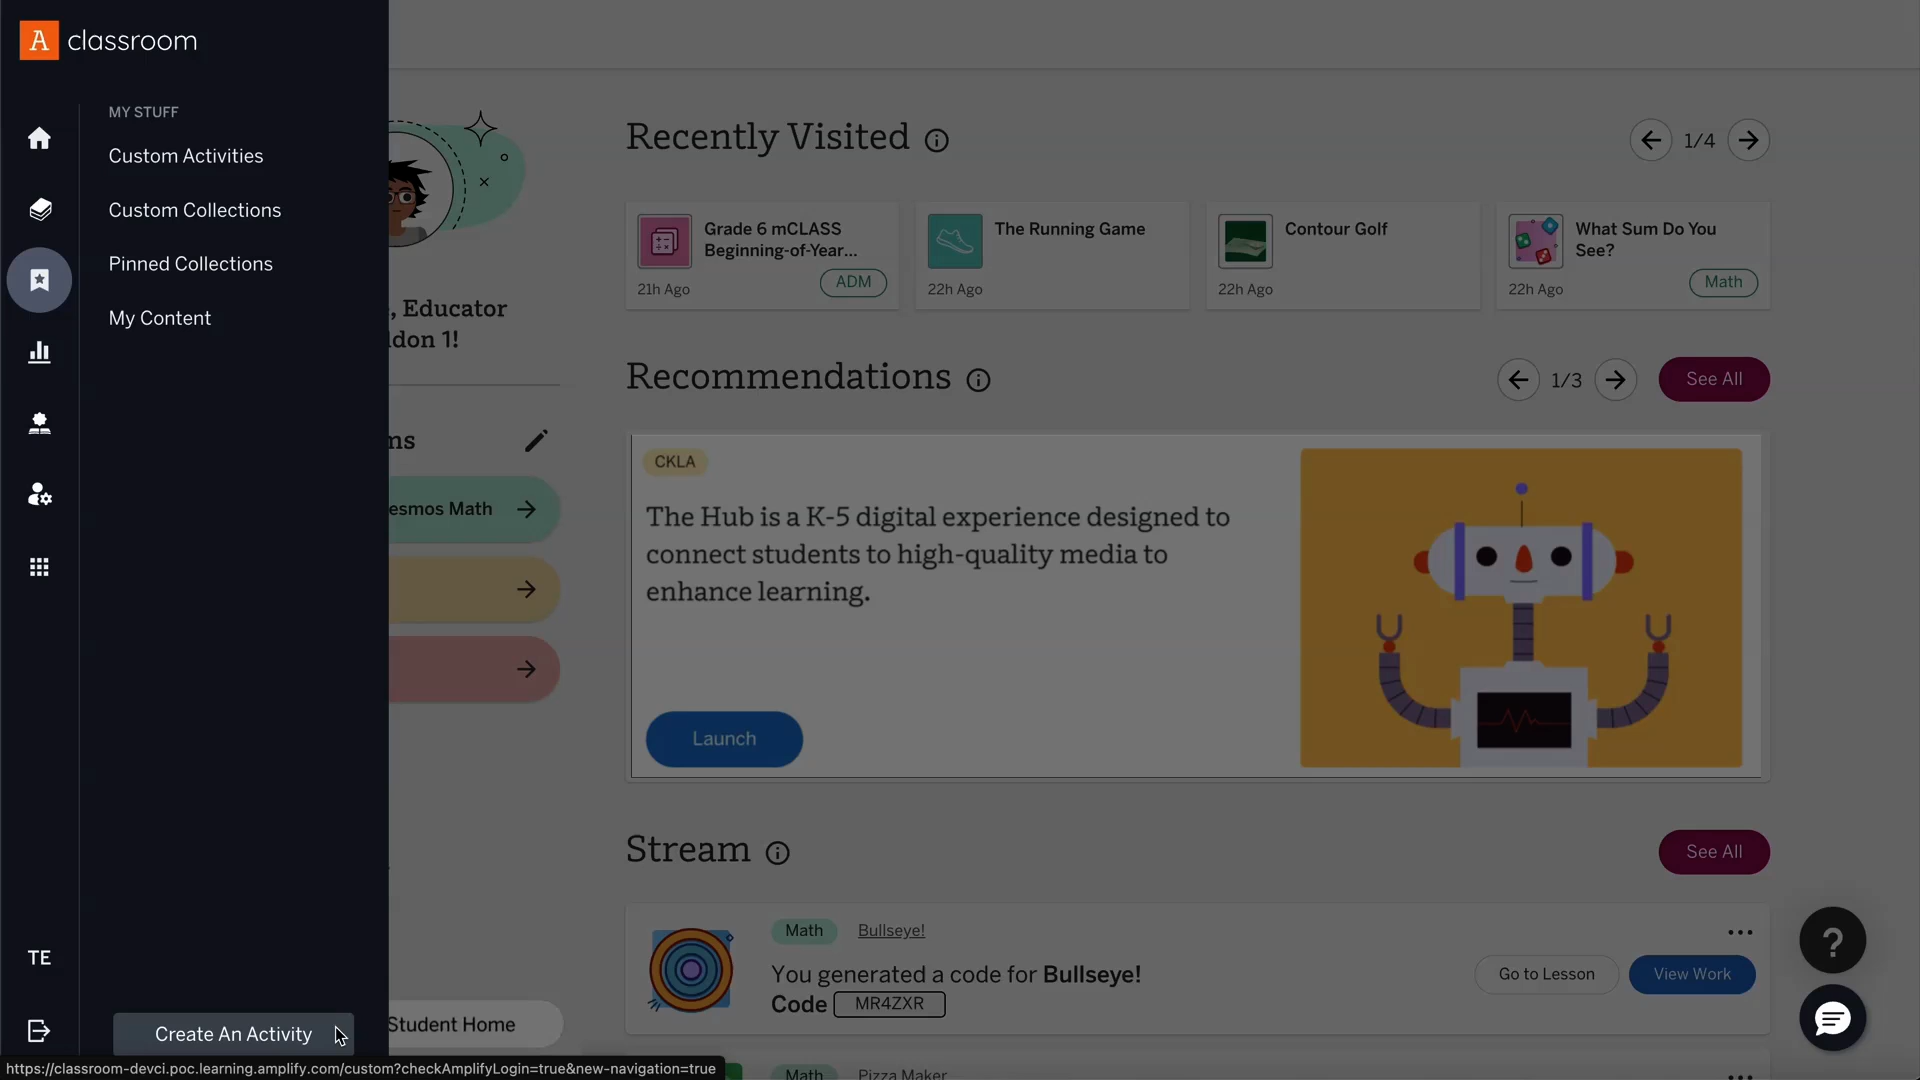 A classroom
MY STUFF
Custom Activities
Custom Collections
Pinned Collections
My Content
TE
Create An Activity
https://classroom-devci.poc.learning.amplify.com/custom?checkAmplifyLogin=true&new-navigation=true
, Educator
ldon 1!
ms
esmos Math
Student Home
Recently Visited
1/4
Grade 6 mCLASS
Beginning-of-Year...
21h Ago
ADM
The Running Game
22h Ago
Contour Golf
22h Ago
What Sum Do You
See?
22h Ago
Math
Recommendations
1/3
See All
CKLA
The Hub is a K-5 digital experience designed to
connect students to high-quality media to
enhance learning.
Launch
Stream
See All
Math Bullseye!
You generated a code for Bullseye!
Code MR4ZXR
Go to Lesson
View Work
Math Pizza Maker
?